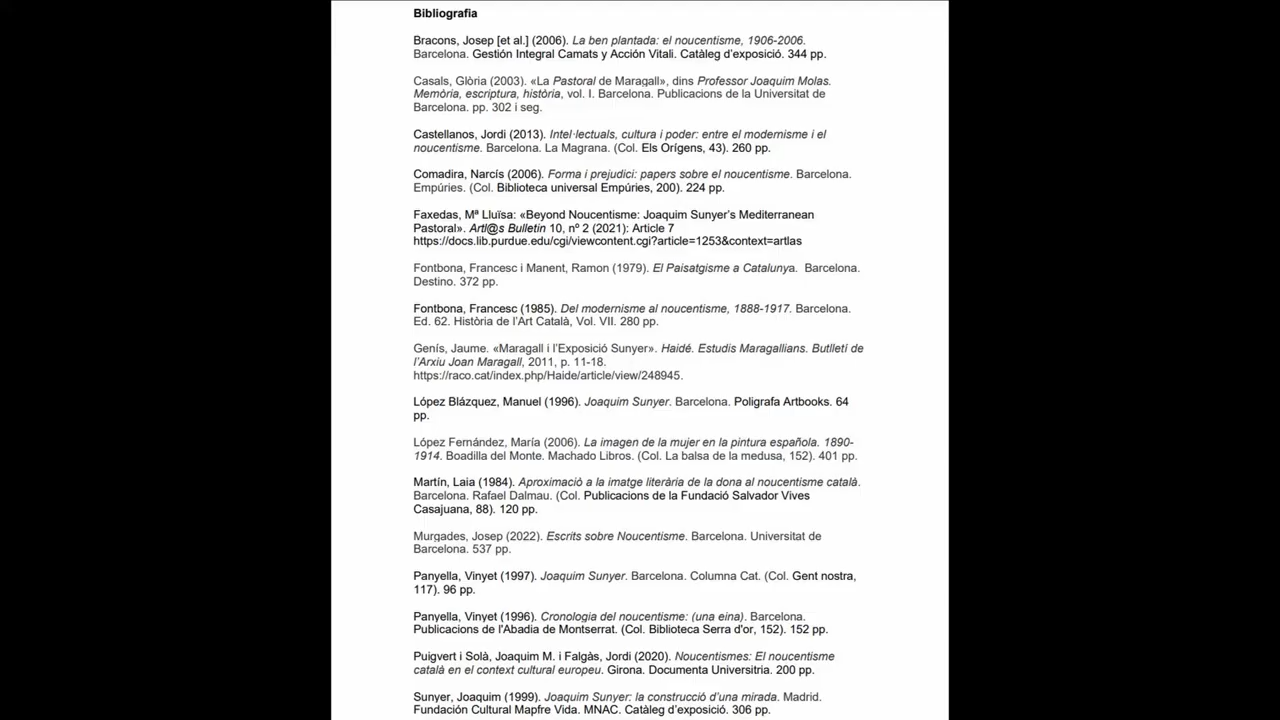 Bibliografia
Bracons, Josep [et al.] (2006). La ben plantada: el noucentisme, 1906-2006.
Barcelona. Gestión Integral Camats y Acción Vitali. Catàleg d’exposició. 344 pp.
Casals, Glòria (2003). «La Pastoral de Maragall», dins Professor Joaquim Molas.
Memòria, escriptura, història, vol. I. Barcelona. Publicacions de la Universitat de
Barcelona. pp. 302 i seg.
Castellanos, Jordi (2013). Intel·lectuals, cultura i poder: entre el modernisme i el
noucentisme. Barcelona. La Magrana. (Col. Els Orígens, 43). 260 pp.
Comadira, Narcís (2006). Forma i prejudici: papers sobre el noucentisme. Barcelona.
Empúries. (Col. Biblioteca universal Empúries, 200). 224 pp.
Faxedas, Mª Lluïsa: «Beyond Noucentisme: Joaquim Sunyer’s Mediterranean
Pastoral». Artl@s Bulletin 10, nº 2 (2021): Article 7
https://docs.lib.purdue.edu/cgi/viewcontent.cgi?article=1253&context=artlas
Fontbona, Francesc i Manent, Ramon (1979). El Paisatgisme a Catalunya. Barcelona.
Destino. 372 pp.
Fontbona, Francesc (1985). Del modernisme al noucentisme, 1888-1917. Barcelona.
Ed. 62. Història de l’Art Català, Vol. VII. 280 pp.
Genís, Jaume. «Maragall i l’Exposició Sunyer». Haidé. Estudis Maragallians. Butlletí de
l’Arxiu Joan Maragall, 2011, p. 11-18.
https://raco.cat/index.php/Haide/article/view/248945.
López Blázquez, Manuel (1996). Joaquim Sunyer. Barcelona. Poligrafa Artbooks. 64
pp.
López Fernández, María (2006). La imagen de la mujer en la pintura española. 1890-
1914. Boadilla del Monte. Machado Libros. (Col. La balsa de la medusa, 152). 401 pp.
Martín, Laia (1984). Aproximació a la imatge literària de la dona al noucentisme català.
Barcelona. Rafael Dalmau. (Col. Publicacions de la Fundació Salvador Vives
Casajuana, 88). 120 pp.
Murgades, Josep (2022). Escrits sobre Noucentisme. Barcelona. Universitat de
Barcelona. 537 pp.
Panyella, Vinyet (1997). Joaquim Sunyer. Barcelona. Columna Cat. (Col. Gent nostra,
117). 96 pp.
Panyella, Vinyet (1996). Cronologia del noucentisme: (una eina). Barcelona.
Publicacions de l'Abadia de Montserrat. (Col. Biblioteca Serra d'or, 152). 152 pp.
Puigvert i Solà, Joaquim M. i Falgàs, Jordi (2020). Noucentismes: El noucentisme
català en el context cultural europeu. Girona. Documenta Universitria. 200 pp.
Sunyer, Joaquim (1999). Joaquim Sunyer: la construcció d’una mirada. Madrid.
Fundación Cultural Mapfre Vida. MNAC. Catàleg d’exposició. 306 pp.